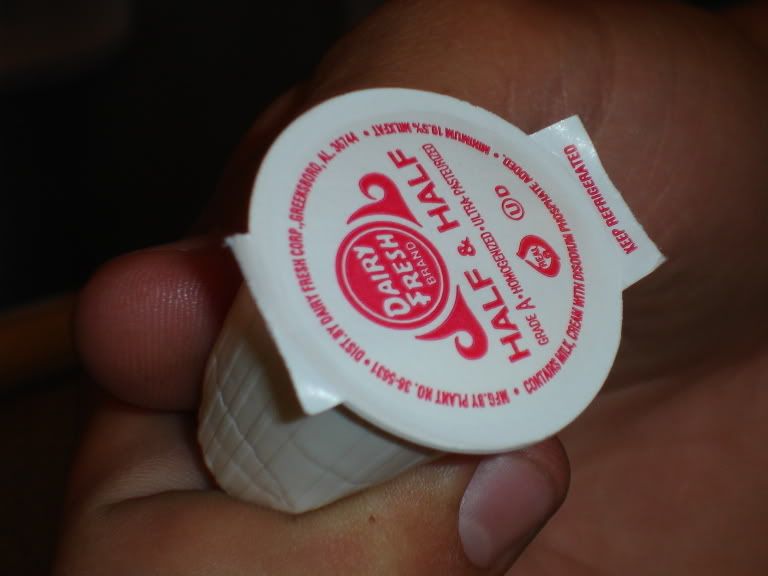 DAIRY
FRESH
BRAND
HALF & HALF
GRADE A • HOMOGENIZED • ULTRA-PASTEURIZED
REAL
U D
KEEP REFRIGERATED
CONTAINS MILK, CREAM WITH DISODIUM PHOSPHATE ADDED. • MINIMUM 10.5% MILKFAT •
MFG. BY PLANT NO. 36-5631 • DIST. BY DAIRY FRESH CORP., GREENSBORO, AL. 36744 •